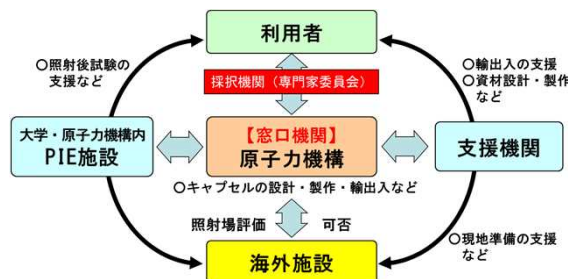 利用者
〇照射後試験の
支援など
採択機関（専門家委員会）
〇輸出入の支援
〇資材設計・製作
など
大学・原子力機構内
PIE施設
【窓口機関】
原子力機構
支援機関
〇キャプセルの設計・製作・輸出入など
照射場評価
可否
〇現地準備の支援
など
海外施設